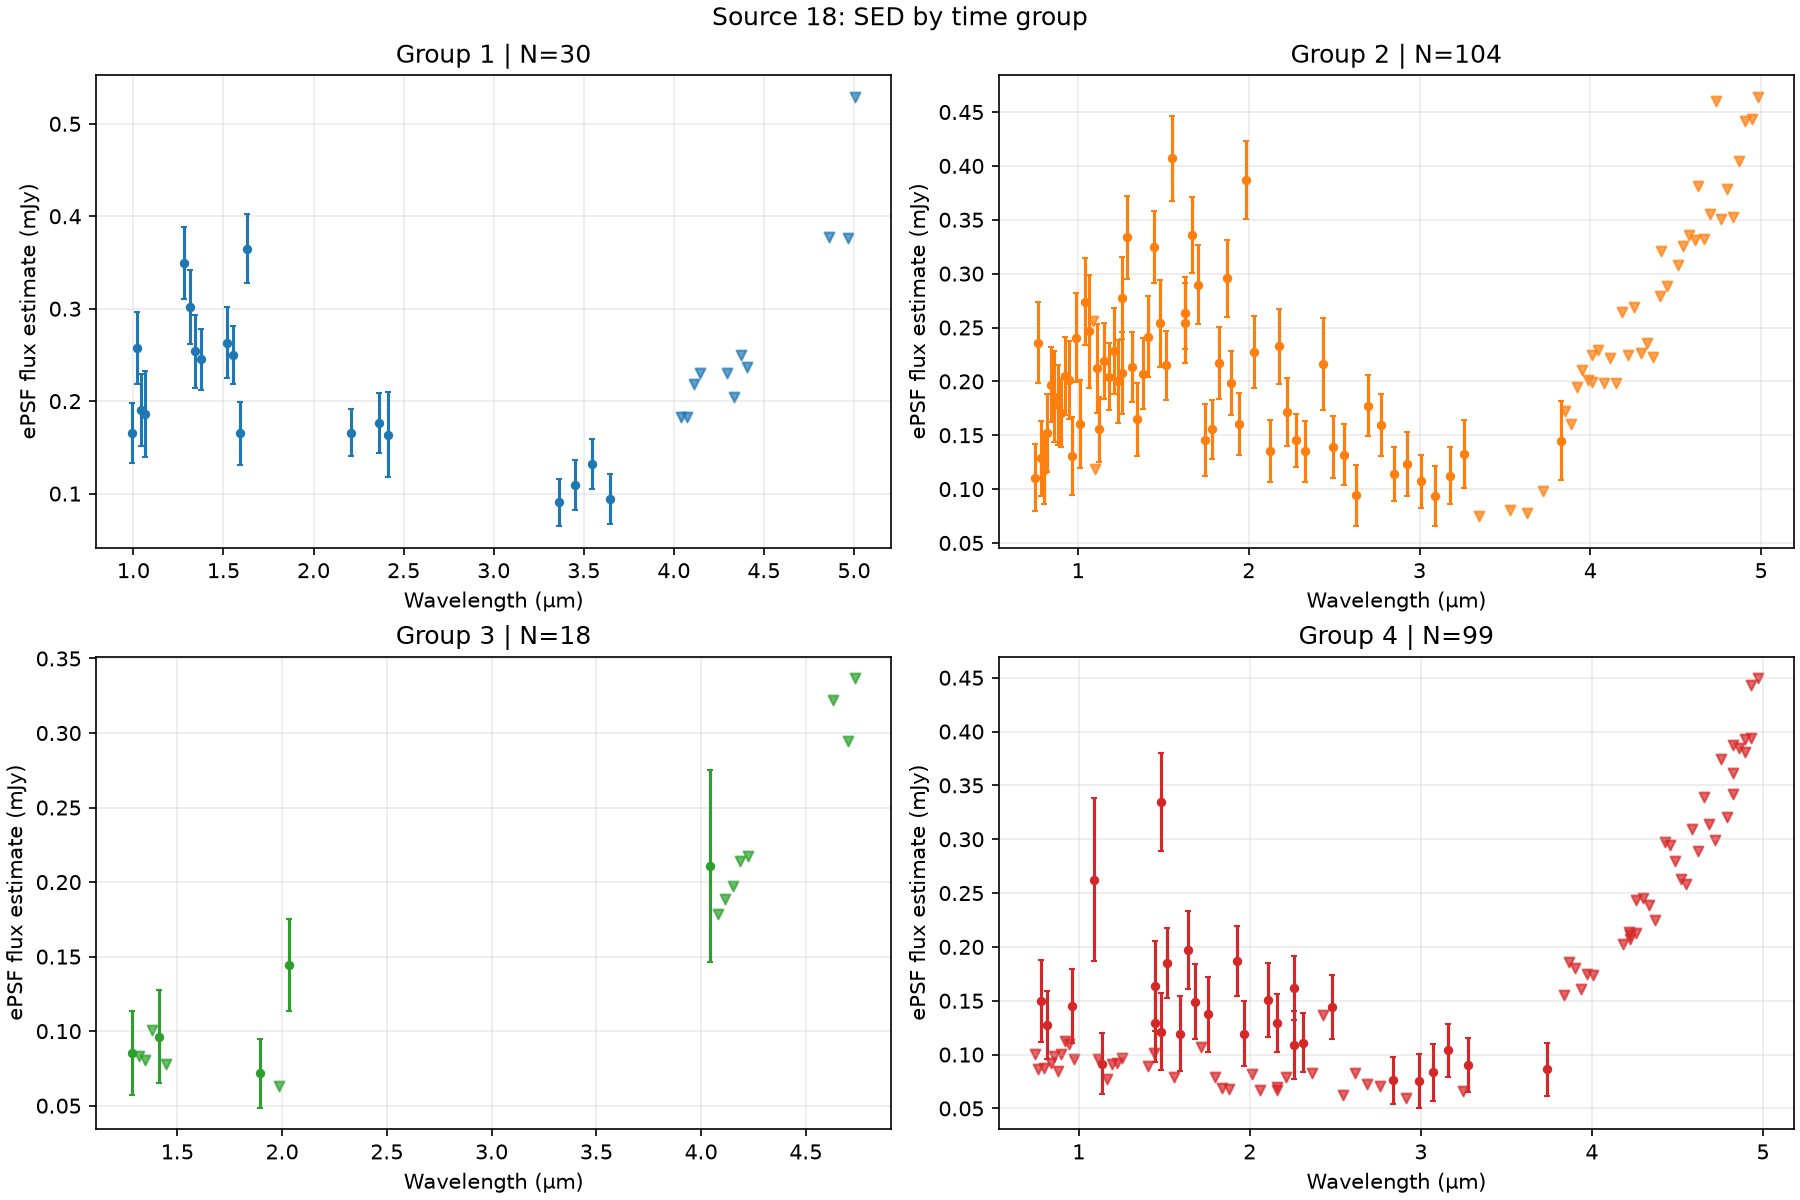 Source 18: SED by time group
Group 1 | N=30
ePSF flux estimate (mJy)
0.5
0.4
0.3
0.2
0.1
1.0 1.5 2.0 2.5 3.0 3.5 4.0 4.5 5.0
Wavelength (µm)
Group 2 | N=104
ePSF flux estimate (mJy)
0.45
0.40
0.35
0.30
0.25
0.20
0.15
0.10
0.05
1 2 3 4 5
Wavelength (µm)
Group 3 | N=18
ePSF flux estimate (mJy)
0.35
0.30
0.25
0.20
0.15
0.10
0.05
1.5 2.0 2.5 3.0 3.5 4.0 4.5
Wavelength (µm)
Group 4 | N=99
ePSF flux estimate (mJy)
0.45
0.40
0.35
0.30
0.25
0.20
0.15
0.10
0.05
1 2 3 4 5
Wavelength (µm)